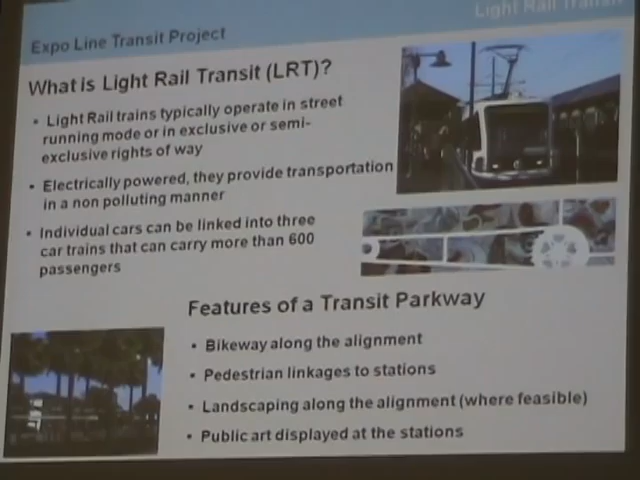 Light Rail Transit
Expo Line Transit Project
What is Light Rail Transit (LRT)?
• Light Rail trains typically operate in street
running mode or in exclusive or semi-
exclusive rights of way
• Electrically powered, they provide transportation
in a non polluting manner
• Individual cars can be linked into three
car trains that can carry more than 600
passengers
Features of a Transit Parkway
• Bikeway along the alignment
• Pedestrian linkages to stations
• Landscaping along the alignment (where feasible)
• Public art displayed at the stations